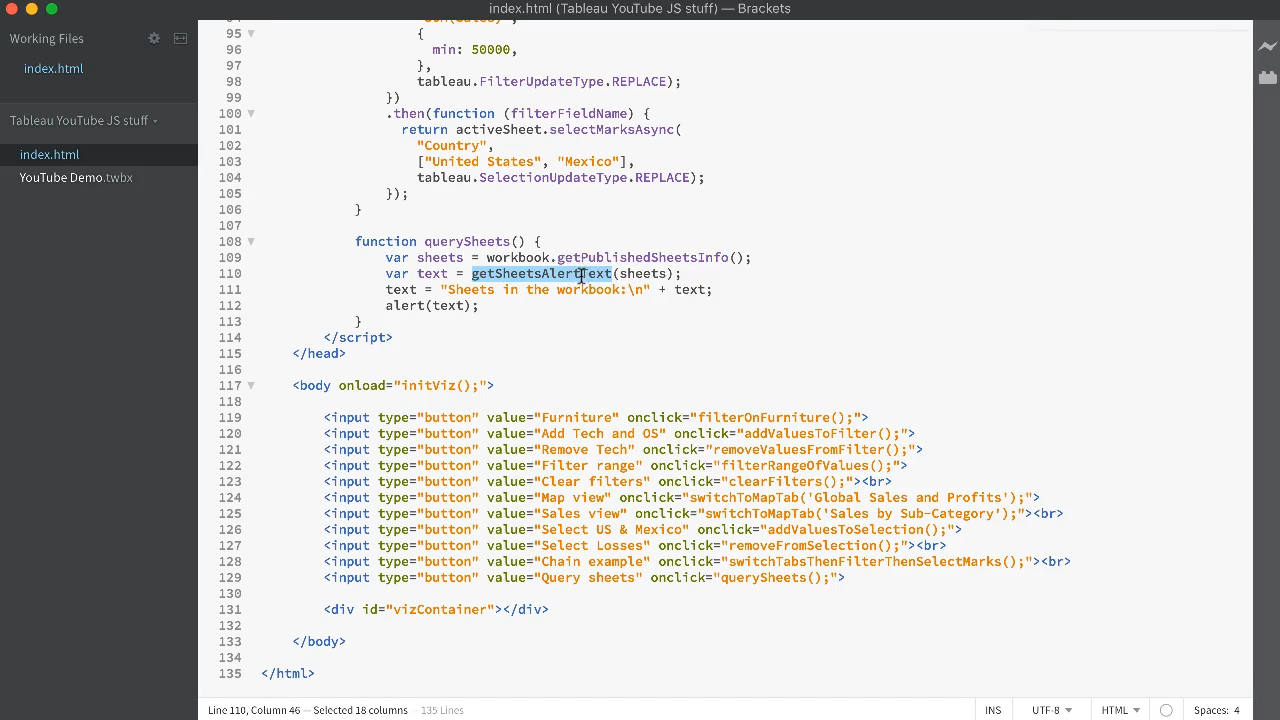 index.html (Tableau YouTube JS stuff) — Brackets
Working Files
index.html
Tableau YouTube JS stuff
index.html
YouTube Demo.twbx
95 {
96 min: 50000,
97 },
98 tableau.FilterUpdateType.REPLACE);
99 })
100 .then(function (filterFieldName) {
101 return activeSheet.selectMarksAsync(
102 "Country",
103 ["United States", "Mexico"],
104 tableau.SelectionUpdateType.REPLACE);
105 });
106 }
107
108 function querySheets() {
109 var sheets = workbook.getPublishedSheetsInfo();
110 var text = getSheetsAlertText(sheets);
111 text = "Sheets in the workbook:\n" + text;
112 alert(text);
113 }
114 </script>
115 </head>
116
117 <body onload="initViz();">
118
119 <input type="button" value="Furniture" onclick="filterOnFurniture();">
120 <input type="button" value="Add Tech and OS" onclick="addValuesToFilter();">
121 <input type="button" value="Remove Tech" onclick="removeValuesFromFilter();">
122 <input type="button" value="Filter range" onclick="filterRangeOfValues();">
123 <input type="button" value="Clear filters" onclick="clearFilters();"><br>
124 <input type="button" value="Map view" onclick="switchToMapTab('Global Sales and Profits');">
125 <input type="button" value="Sales view" onclick="switchToMapTab('Sales by Sub-Category');"><br>
126 <input type="button" value="Select US & Mexico" onclick="addValuesToSelection();">
127 <input type="button" value="Select Losses" onclick="removeFromSelection();"><br>
128 <input type="button" value="Chain example" onclick="switchTabsThenFilterThenSelectMarks();"><br>
129 <input type="button" value="Query sheets" onclick="querySheets();">
130
131 <div id="vizContainer"></div>
132
133 </body>
134
135 </html>
Line 110, Column 46 — Selected 18 columns — 135 Lines
INS UTF-8 HTML Spaces: 4